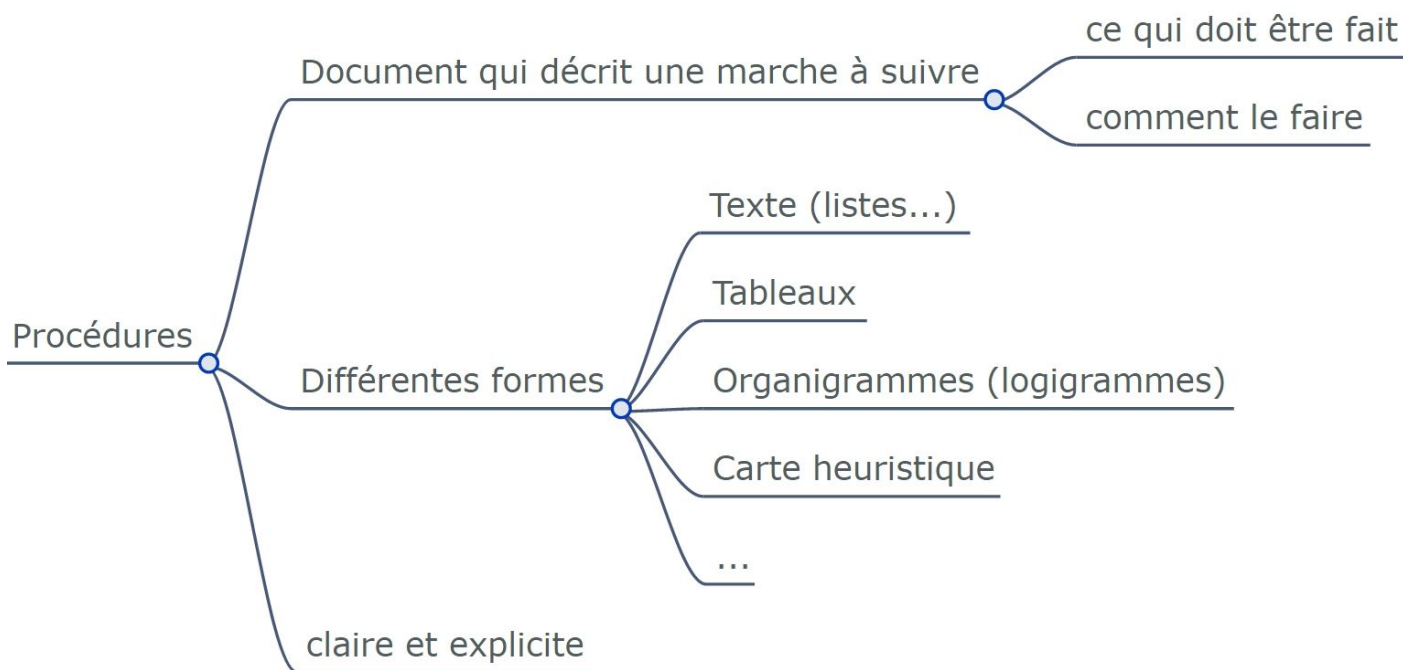 Procédures
Document qui décrit une marche à suivre
ce qui doit être fait
comment le faire
Différentes formes
Texte (listes...)
Tableaux
Organigrammes (logigrammes)
Carte heuristique
...
claire et explicite